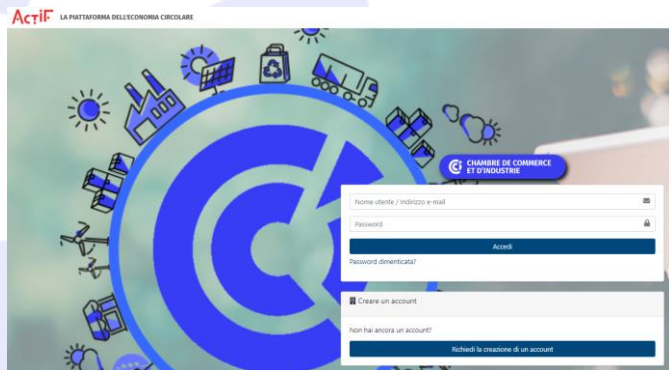 ACTIF LA PIATTAFORMA DELL'ECONOMIA CIRCOLARE
CHAMBRE DE COMMERCE
ET D'INDUSTRIE
Nome utente / Indirizzo e-mail
Password
Accedi
Password dimenticata?
Creare un account
Non hai ancora un account?
Richiedi la creazione di un account